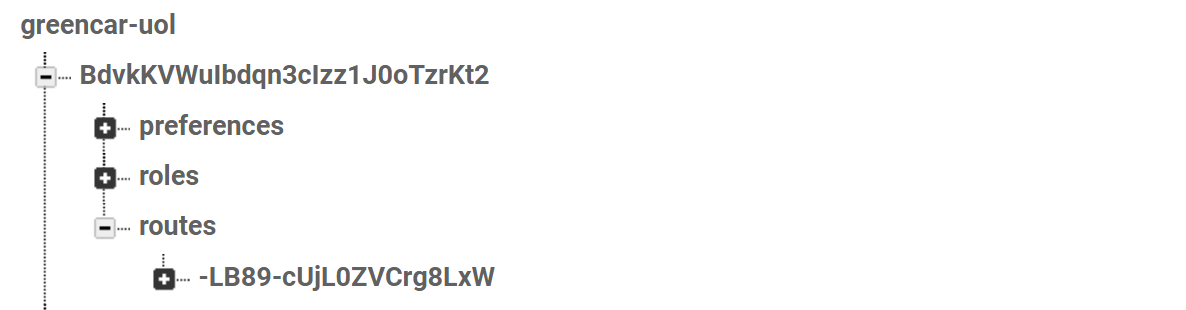 greencar-uol
BdvkKVWuIbdqn3cIzz1J0oTzrKt2
preferences
roles
routes
-LB89-cUjL0ZVCrg8LxW